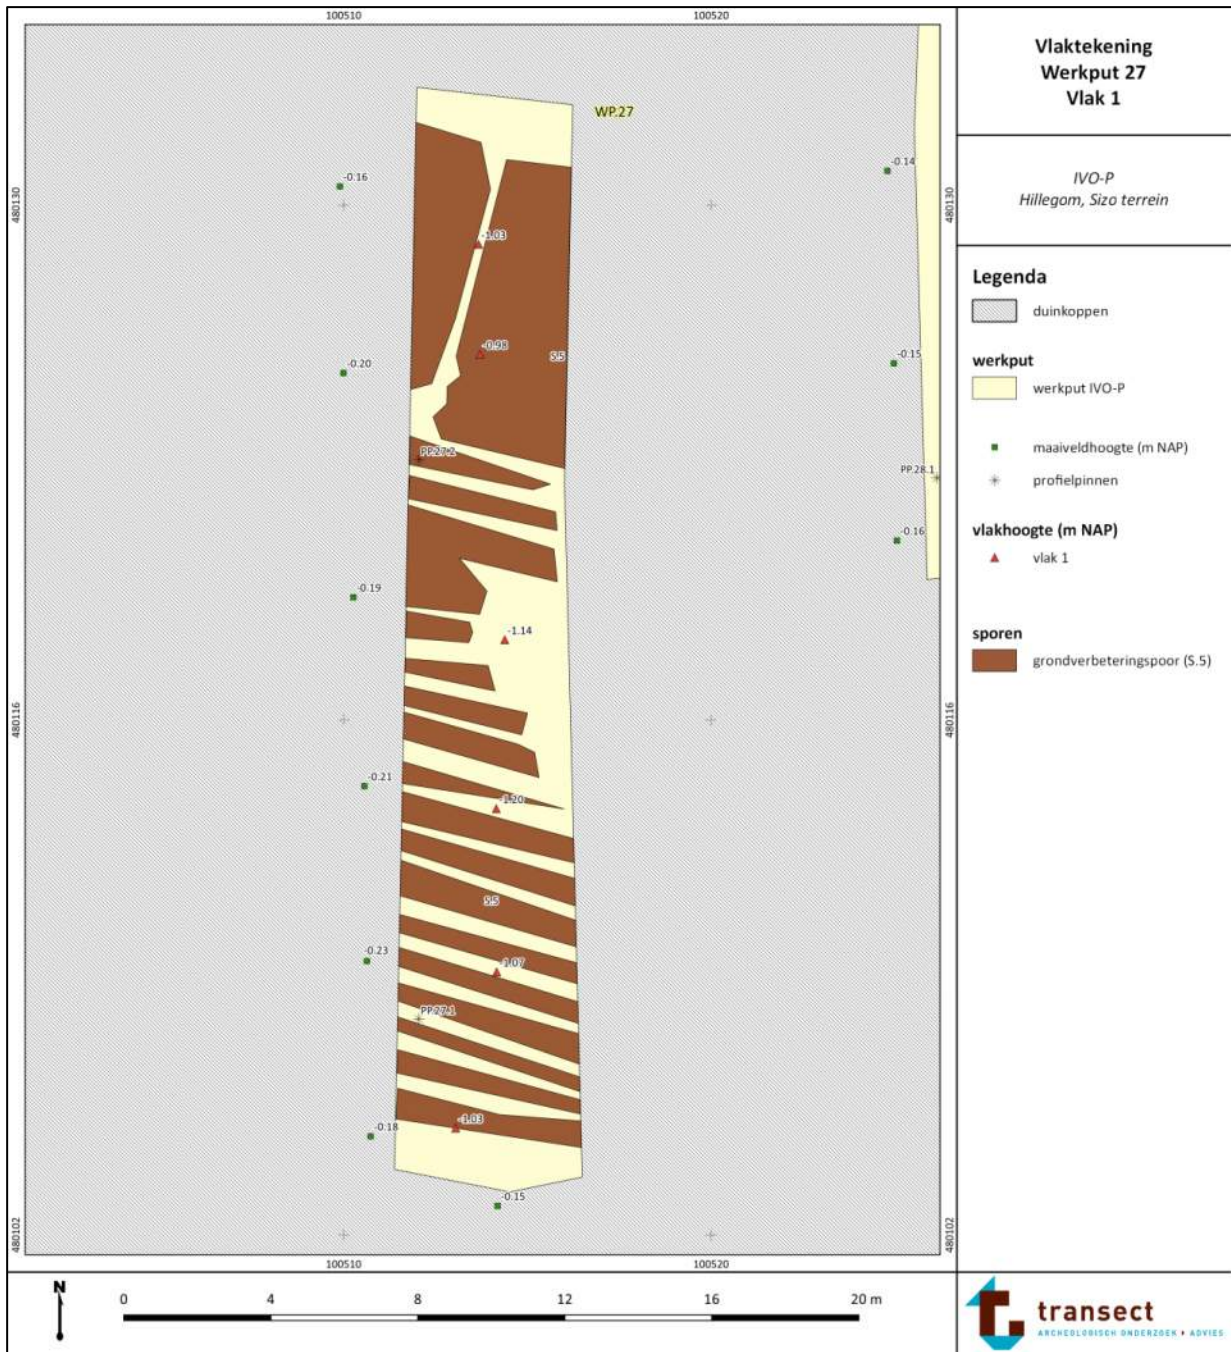 100510
100520
WP.27
-0.14
-0.16
480130
480130
-1.03
-0.98
S.5
-0.15
-0.20
PP.27.2
PP.28.1
-0.16
-0.19
-1.14
480116
480116
-0.21
-1.20
S.5
-0.23
-1.07
PP.27.1
-1.03
-0.18
-0.15
480102
480102
100510
100520
Vlaktekening
Werkput 27
Vlak 1
IVO-P
Hillegom, Sizo terrein
Legenda
duinkoppen
werkput
werkput IVO-P
maaiveldhoogte (m NAP)
profielpinnen
vlakhoogte (m NAP)
vlak 1
sporen
grondverbeteringspoor (S.5)
N
0 4 8 12 16 20 m
transect
ARCHEOLOGISCH ONDERZOEK + ADVIES